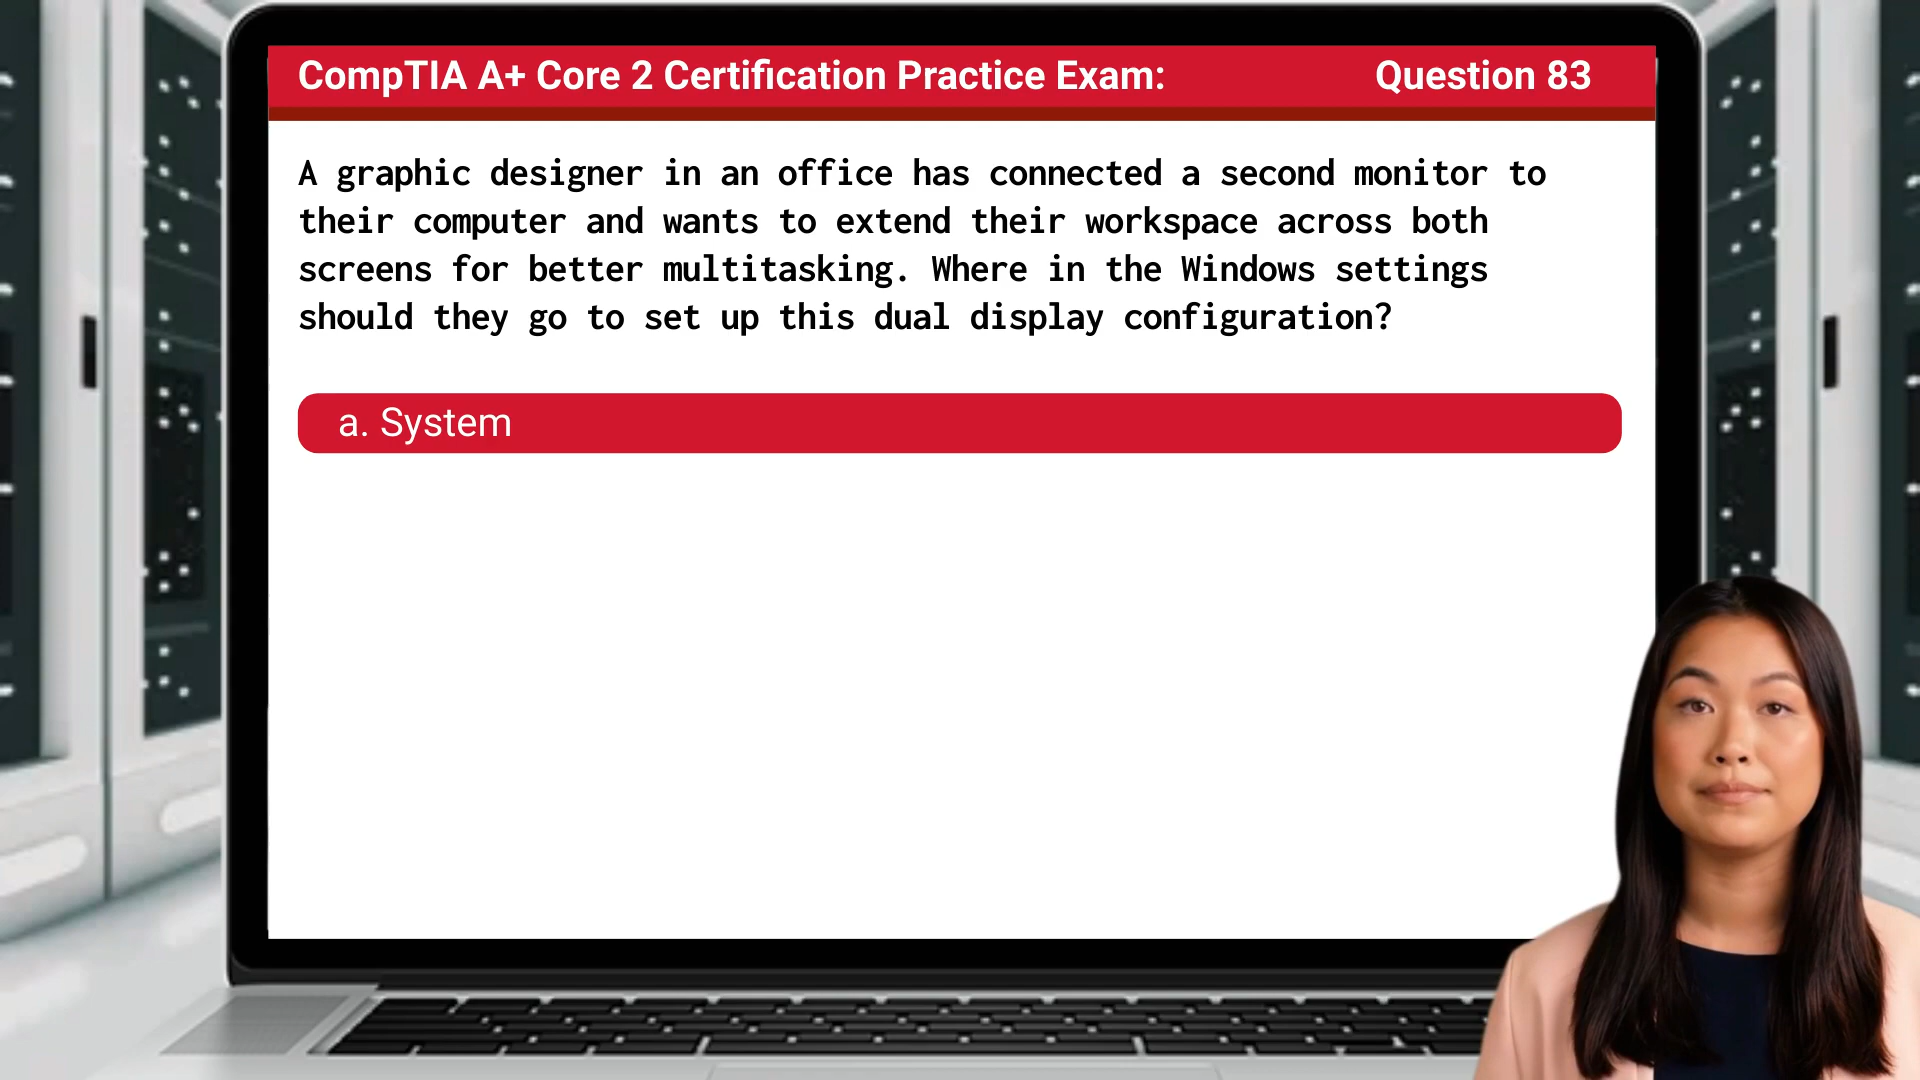 CompTIA A+ Core 2 Certification Practice Exam: Question 83
A graphic designer in an office has connected a second monitor to
their computer and wants to extend their workspace across both
screens for better multitasking. Where in the Windows settings
should they go to set up this dual display configuration?
a. System